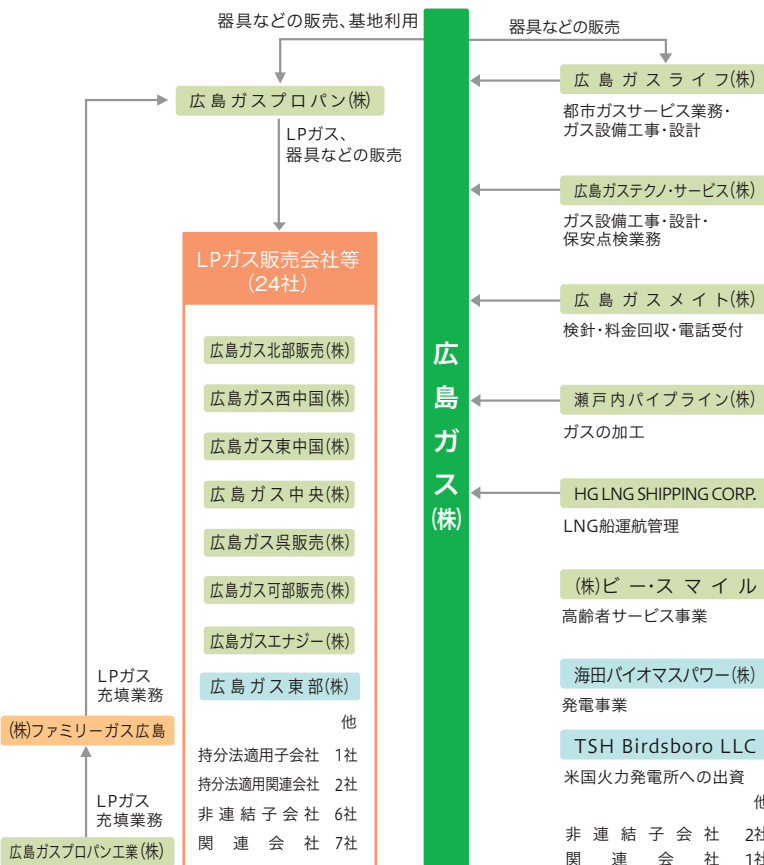 器具などの販売、基地利用
器具などの販売
広島ガスプロパン(株)
LPガス、
器具などの販売
LPガス販売会社等
(24社)
広島ガス北部販売(株)
広島ガス西中国(株)
広島ガス東中国(株)
広島ガス中央(株)
広島ガス呉販売(株)
広島ガス可部販売(株)
広島ガスエナジー(株)
広島ガス東部(株)
他
持分法適用子会社 1社
持分法適用関連会社 2社
非連結子会社 6社
関連会社 7社
LPガス
充填業務
(株)ファミリーガス広島
LPガス
充填業務
広島ガスプロパン工業(株)
広島ガス(株)
広島ガスライフ(株)
都市ガスサービス業務・
ガス設備工事・設計
広島ガステクノ・サービス(株)
ガス設備工事・設計・
保安点検業務
広島ガスメイト(株)
検針・料金回収・電話受付
瀬戸内パイプライン(株)
ガスの加工
HG LNG SHIPPING CORP.
LNG船運航管理
(株)ビー・スマイル
高齢者サービス事業
海田バイオマスパワー(株)
発電事業
TSH Birdsboro LLC
米国火力発電所への出資
他
非連結子会社 2社
関連会社 1社